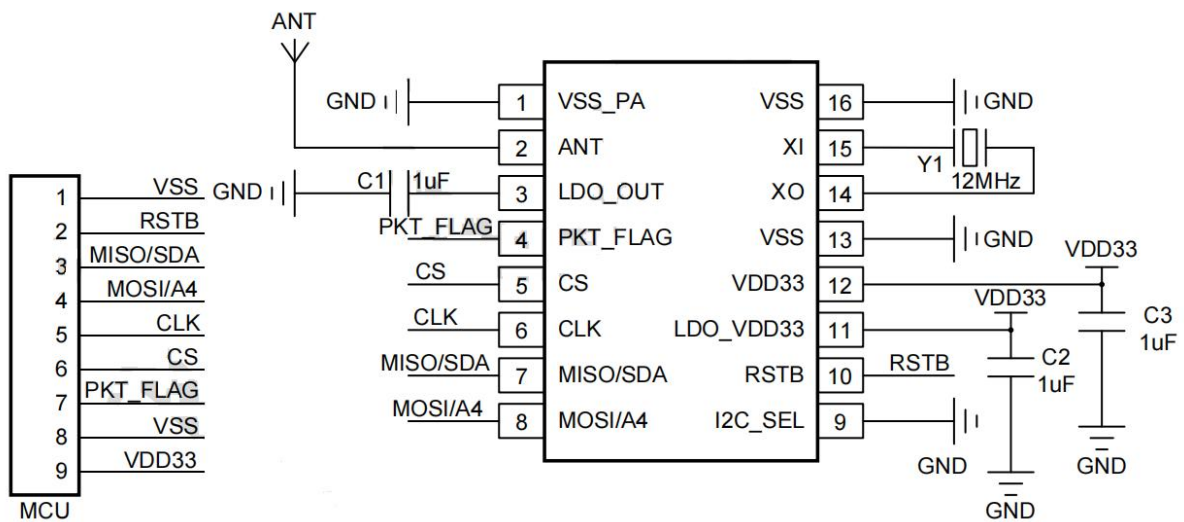 ANT
GND
1 VSS_PA VSS 16
GND
2 ANT XI 15
Y1
12MHz
GND
C1 1uF
3 LDO_OUT XO 14
PKT_FLAG
4 PKT_FLAG VSS 13
GND
CS
5 CS VDD33 12
VDD33
CLK
6 CLK LDO_VDD33 11
VDD33
C3
1uF
MISO/SDA
7 MISO/SDA RSTB 10
RSTB
C2
1uF
MOSI/A4
8 MOSI/A4 I2C_SEL 9
GND
GND
GND
1 VSS
2 RSTB
3 MISO/SDA
4 MOSI/A4
5 CLK
6 CS
7 PKT_FLAG
8 VSS
9 VDD33
MCU